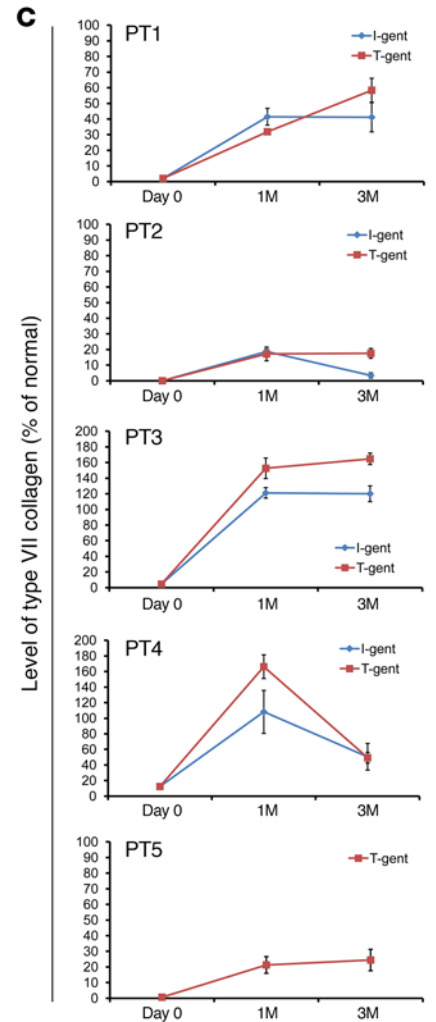 c
Level of type VII collagen (% of normal)
PT1
I-gent
T-gent
100
90
80
70
60
50
40
30
20
10
0
Day 0 1M 3M
PT2
I-gent
T-gent
100
90
80
70
60
50
40
30
20
10
0
Day 0 1M 3M
PT3
200
180
160
140
120
100
80
60
40
20
0
I-gent
T-gent
Day 0 1M 3M
PT4
I-gent
T-gent
200
180
160
140
120
100
80
60
40
20
0
Day 0 1M 3M
PT5
T-gent
100
90
80
70
60
50
40
30
20
10
0
Day 0 1M 3M